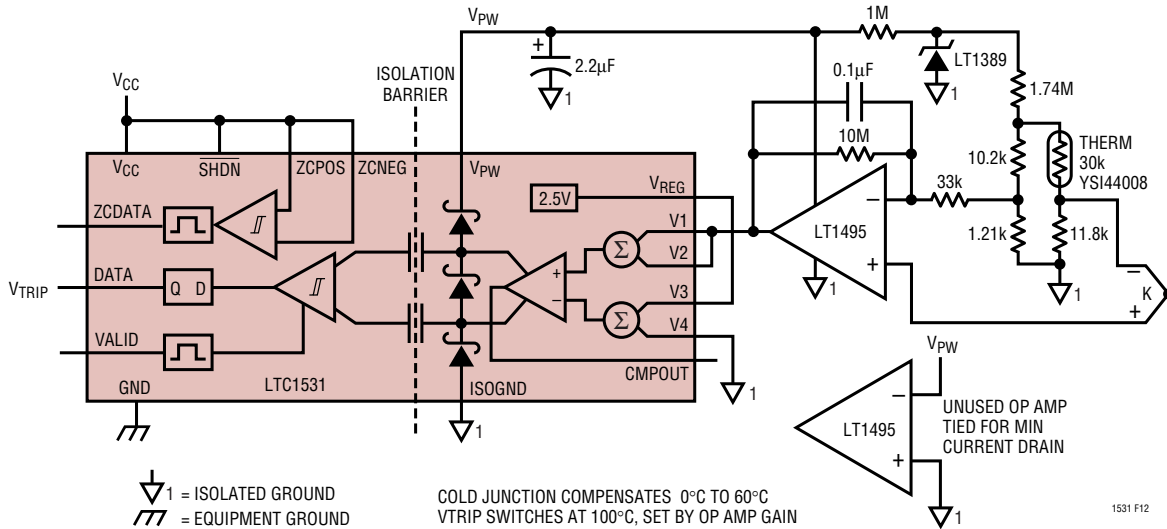 VPW
1M
LT1389
1.74M
2.2µF
+
1
1
0.1µF
10M
VCC
ISOLATION
BARRIER
THERM
30k
YSI44008
10.2k
33k
1.21k
11.8k
1
VCC
SHDN
ZCPOS
ZCNEG
VPW
VREG
2.5V
ZCDATA
V1
Σ
V2
–
LT1495
+
1
–
K
+
VTRIP
DATA
Q D
+
–
V3
Σ
V4
VALID
CMPOUT
GND
LTC1531
ISOGND
1
1
VPW
–
LT1495
+
UNUSED OP AMP
TIED FOR MIN
CURRENT DRAIN
1
1 = ISOLATED GROUND
= EQUIPMENT GROUND
COLD JUNCTION COMPENSATES 0°C TO 60°C
VTRIP SWITCHES AT 100°C, SET BY OP AMP GAIN
1531 F12